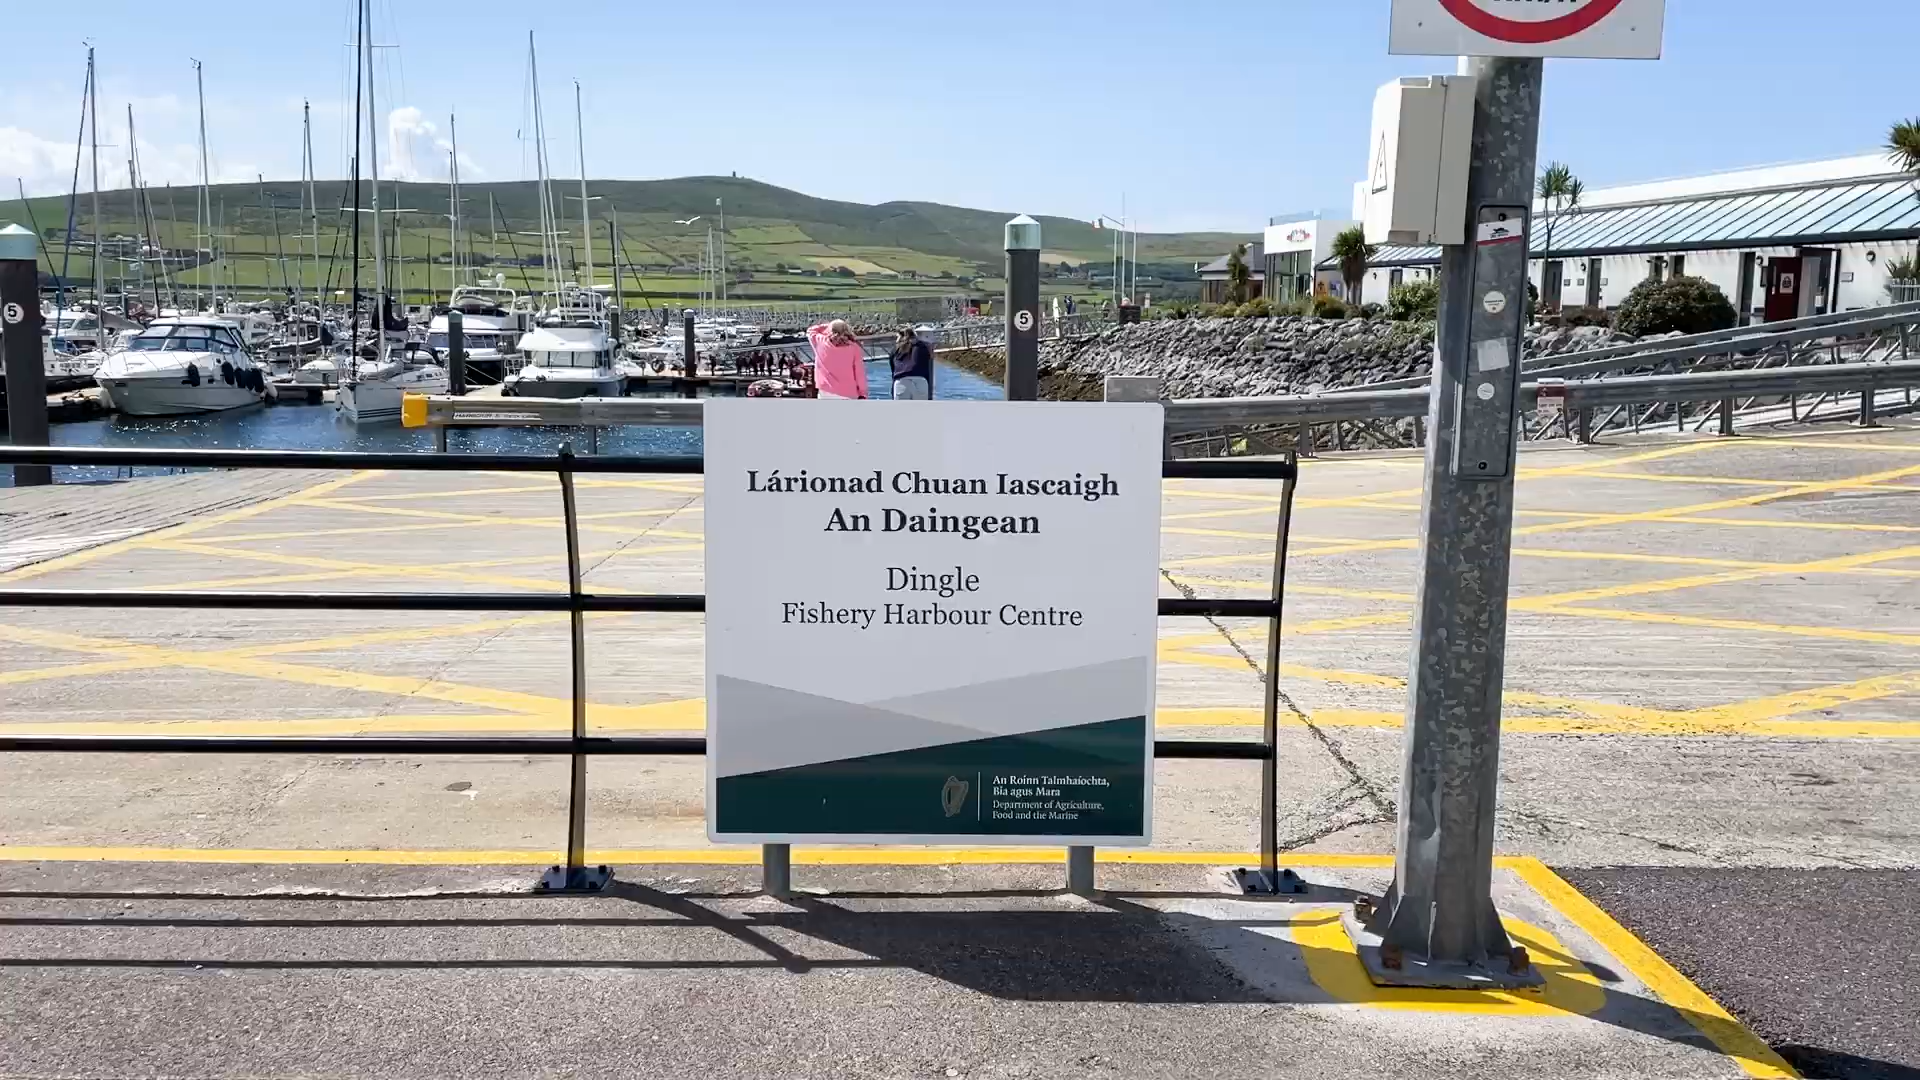 5
5
Lárionad Chuan Iascaigh
An Daingean
Dingle
Fishery Harbour Centre
An Roinn Talmhaíochta,
Bia agus Mara
Department of Agriculture,
Food and the Marine